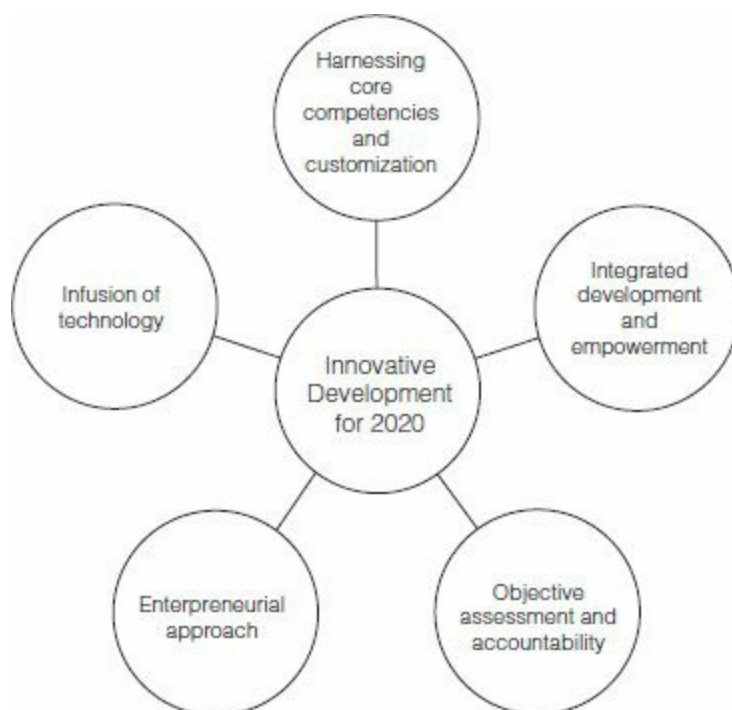 Harnessing
core
competencies
and
customization
Infusion of
technology
Integrated
development
and
empowerment
Innovative
Development
for 2020
Enterpreneurial
approach
Objective
assessment and
accountability